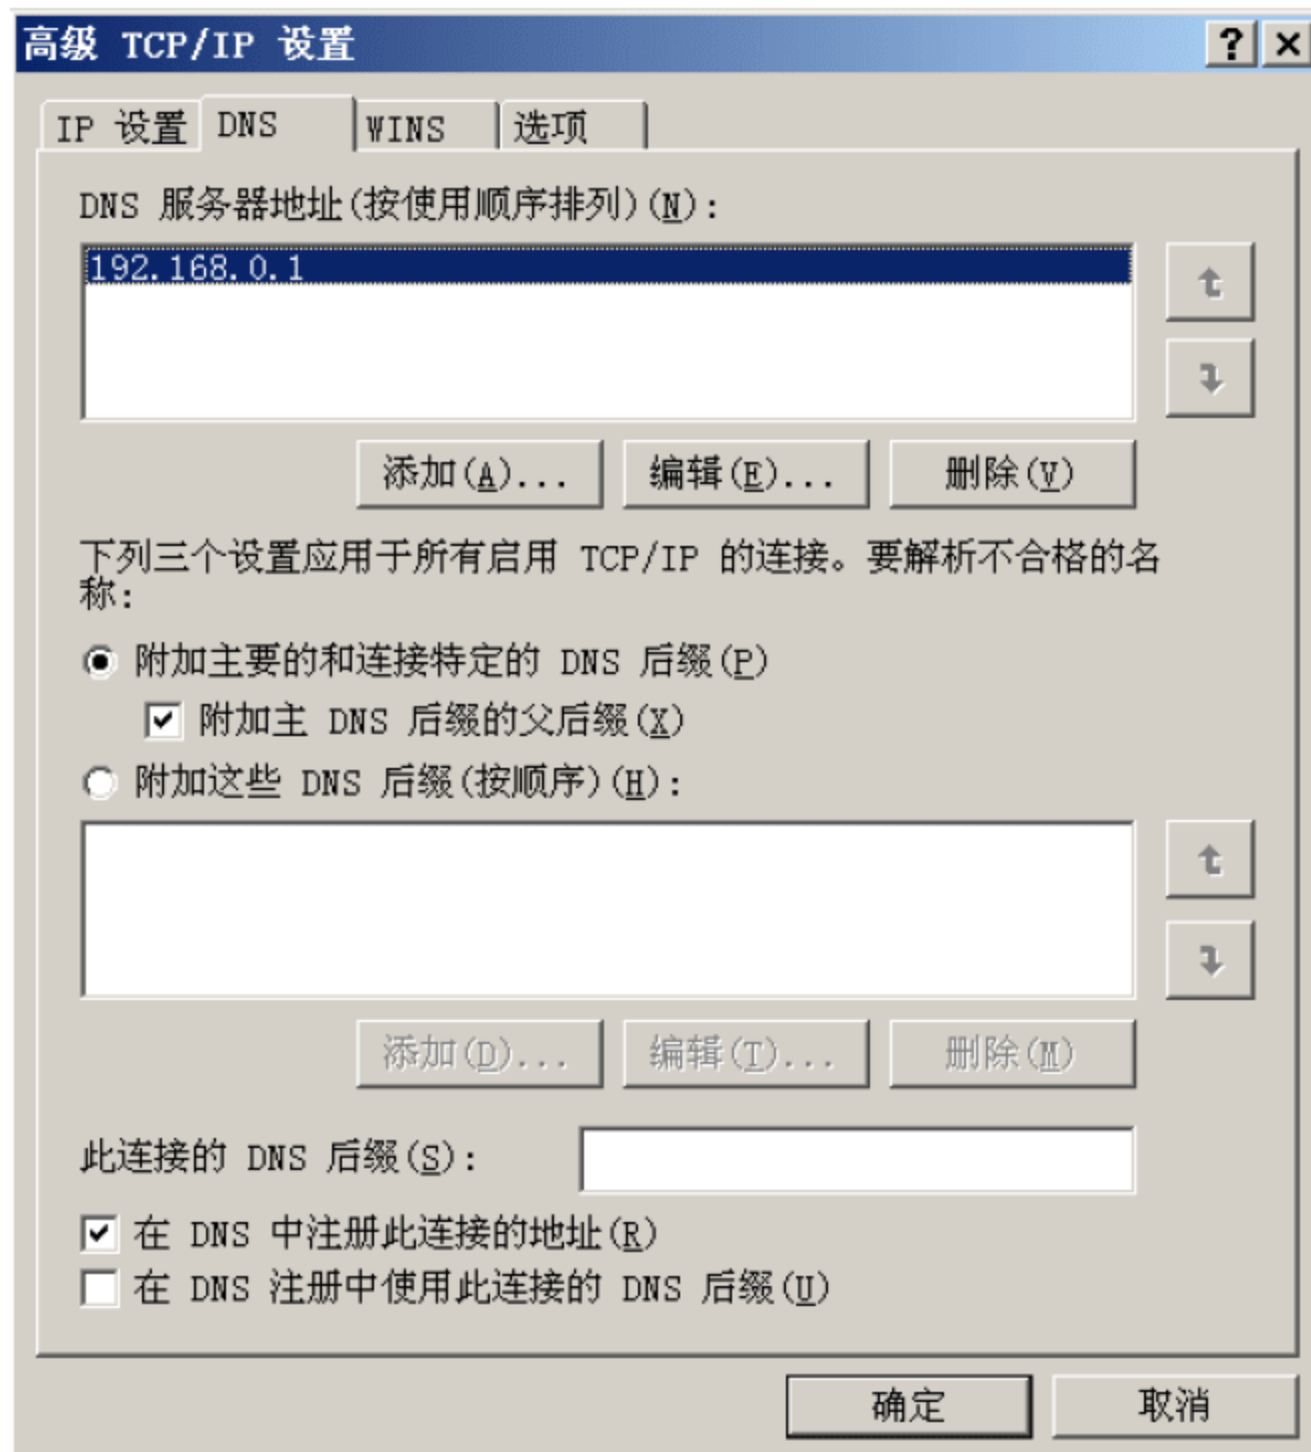 高级 TCP/IP 设置
IP 设置 DNS WINS 选项
DNS 服务器地址(按使用顺序排列)(N):
192.168.0.1
添加(A)... 编辑(E)... 删除(V)
下列三个设置应用于所有启用 TCP/IP 的连接。要解析不合格的名
称:
附加主要的和连接特定的 DNS 后缀(P)
附加主 DNS 后缀的父后缀(X)
附加这些 DNS 后缀(按顺序)(H):
添加(D)... 编辑(T)... 删除(M)
此连接的 DNS 后缀(S):
在 DNS 中注册此连接的地址(R)
在 DNS 注册中使用此连接的 DNS 后缀(U)
确定 取消